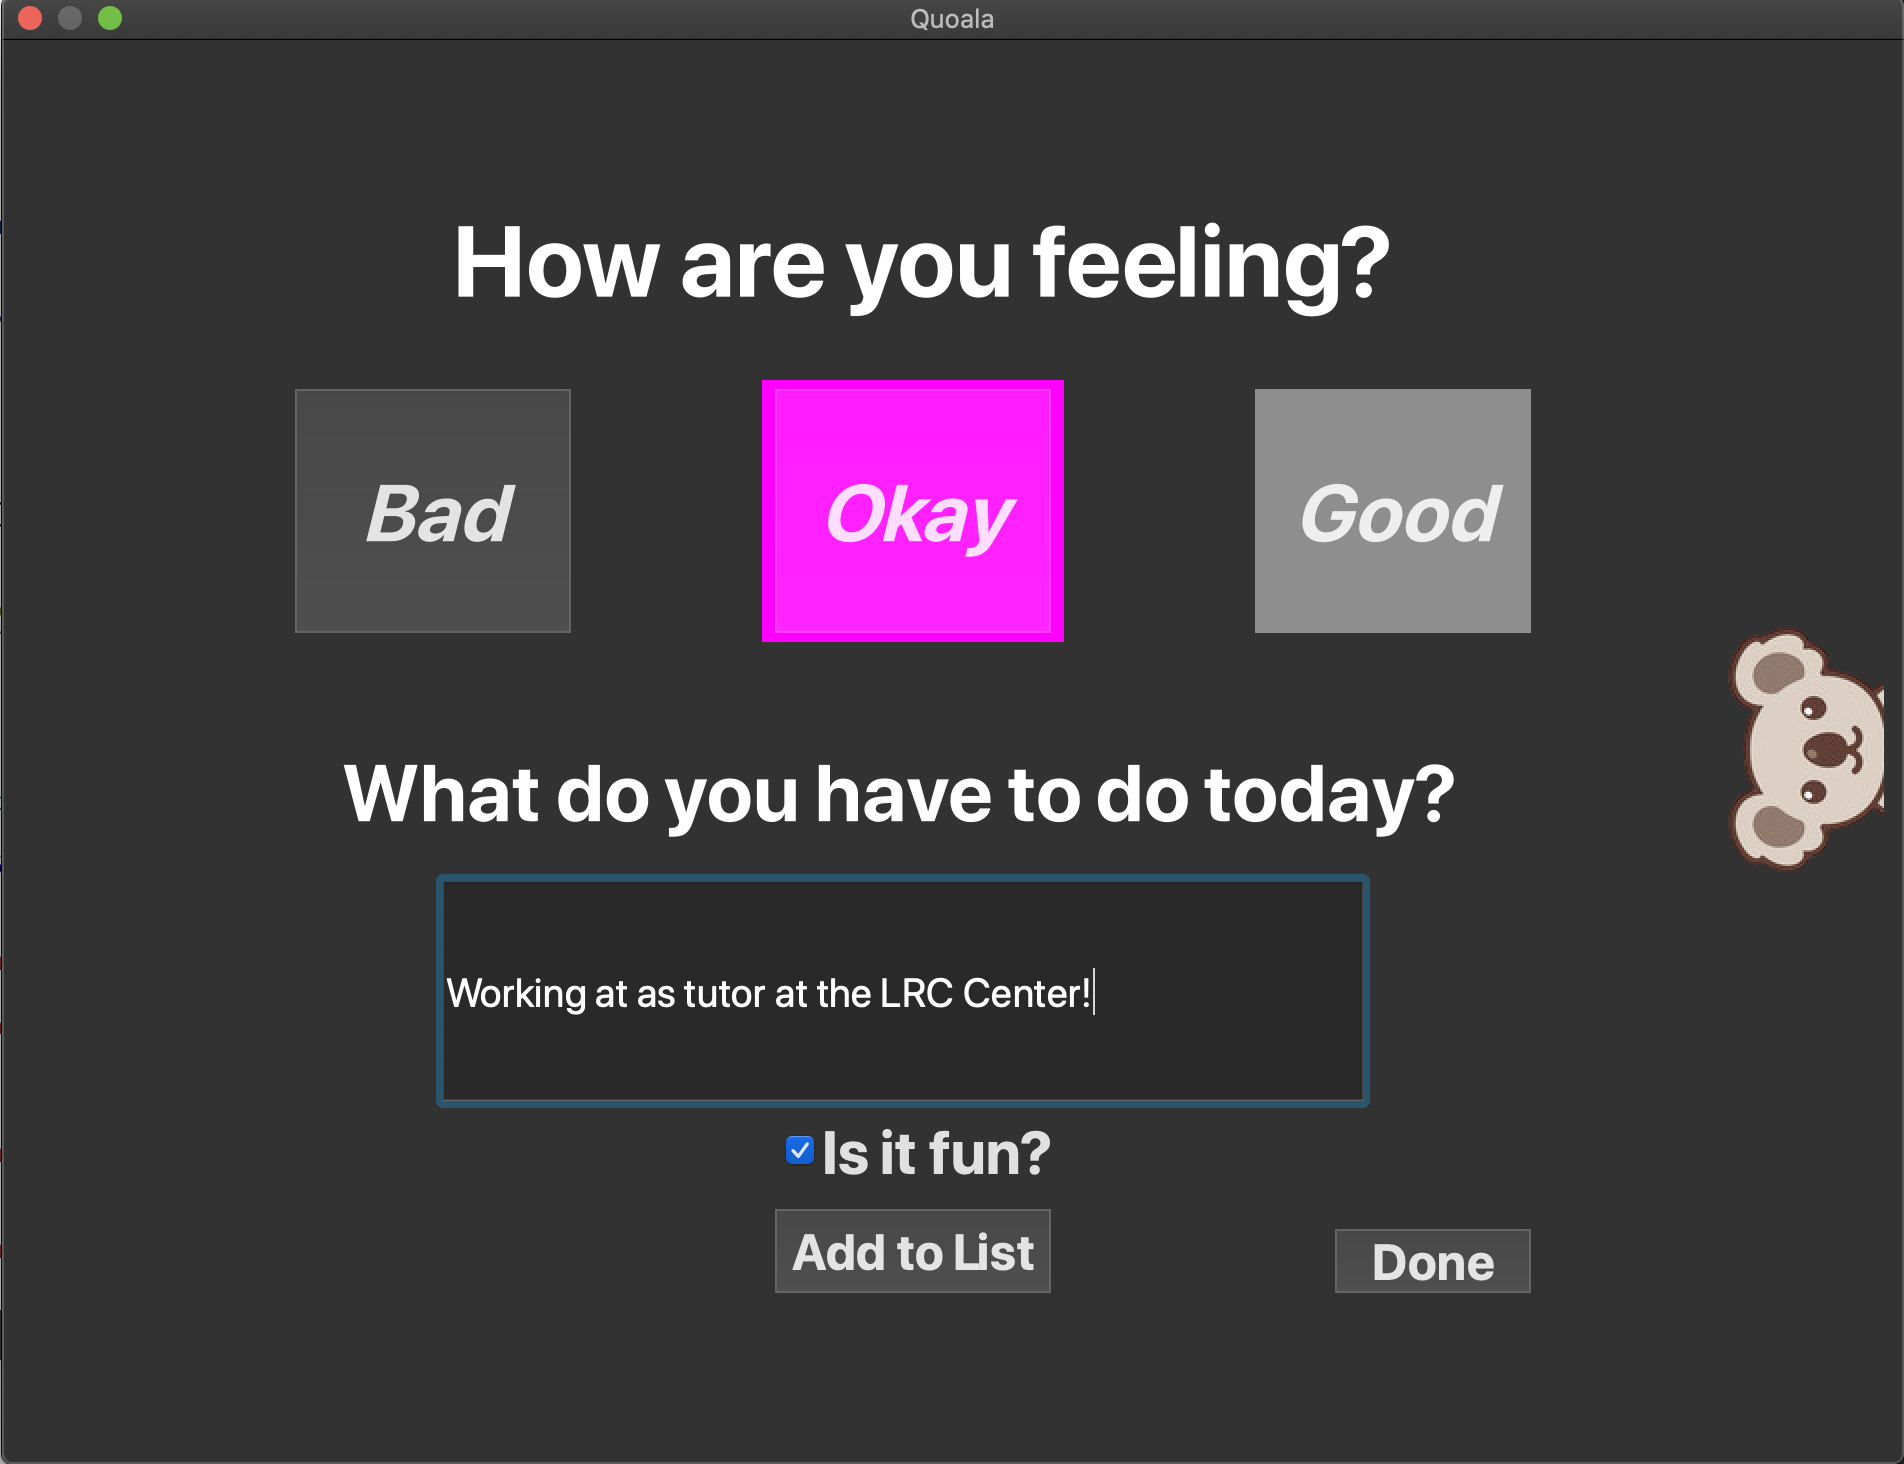 Quoala
How are you feeling?
Bad
Okay
Good
What do you have to do today?
Working at as tutor at the LRC Center!
Is it fun?
Add to List
Done